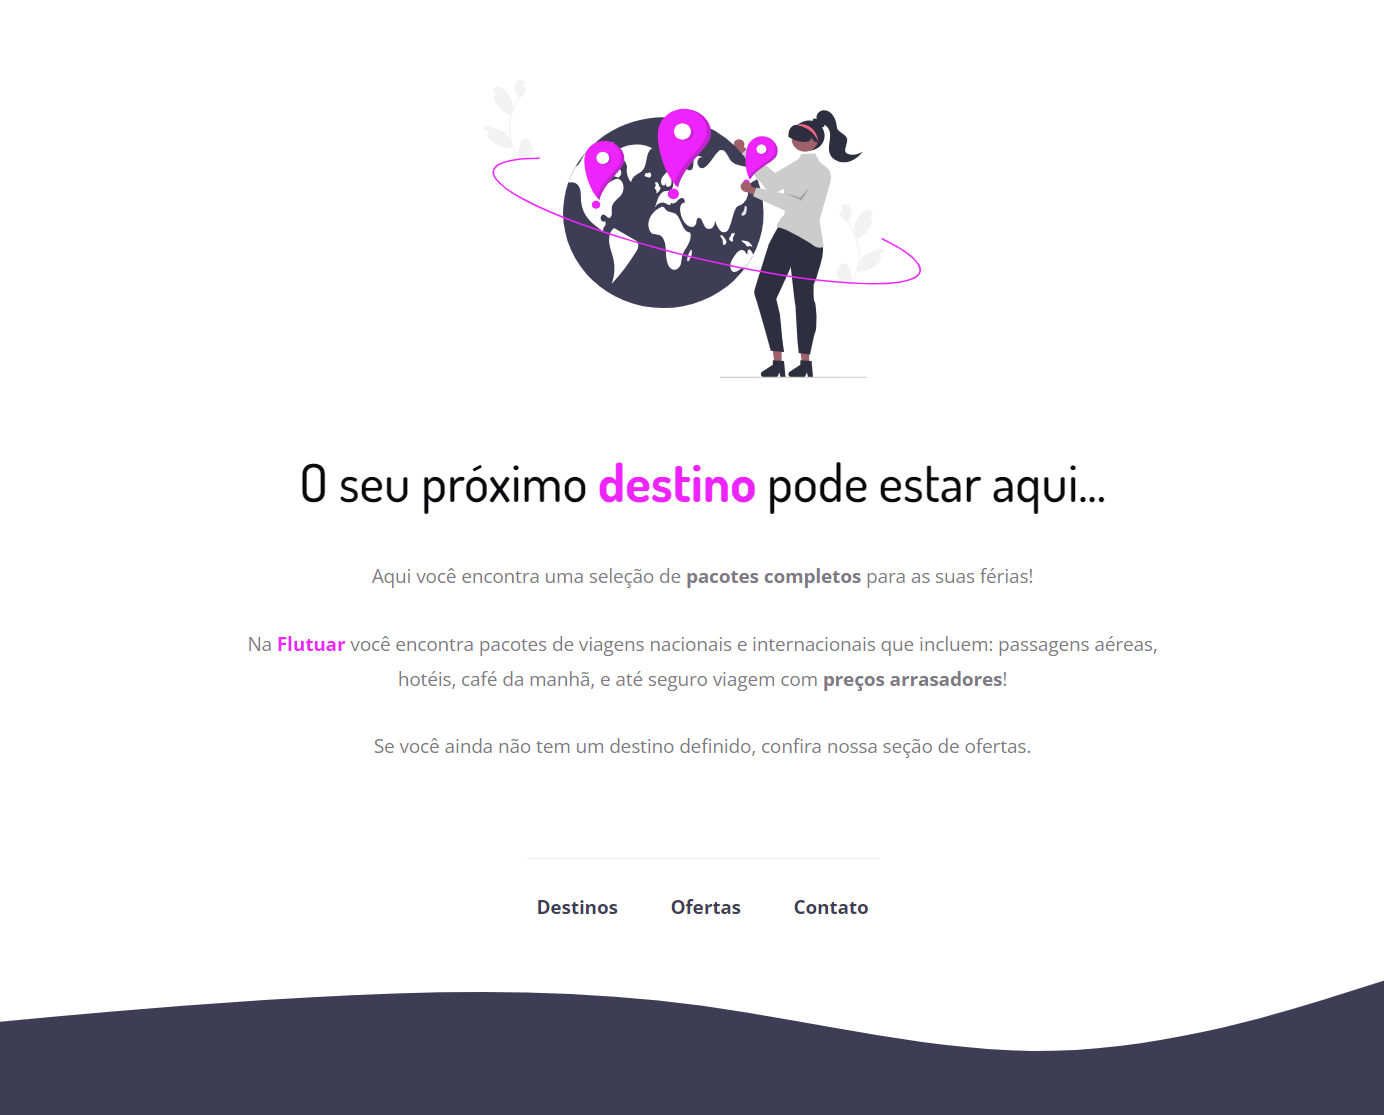 O seu próximo destino pode estar aqui...
Aqui você encontra uma seleção de pacotes completos para as suas férias!
Na Flutuar você encontra pacotes de viagens nacionais e internacionais que incluem: passagens aéreas,
hotéis, café da manhã, e até seguro viagem com preços arrasadores!
Se você ainda não tem um destino definido, confira nossa seção de ofertas.
Destinos Ofertas Contato